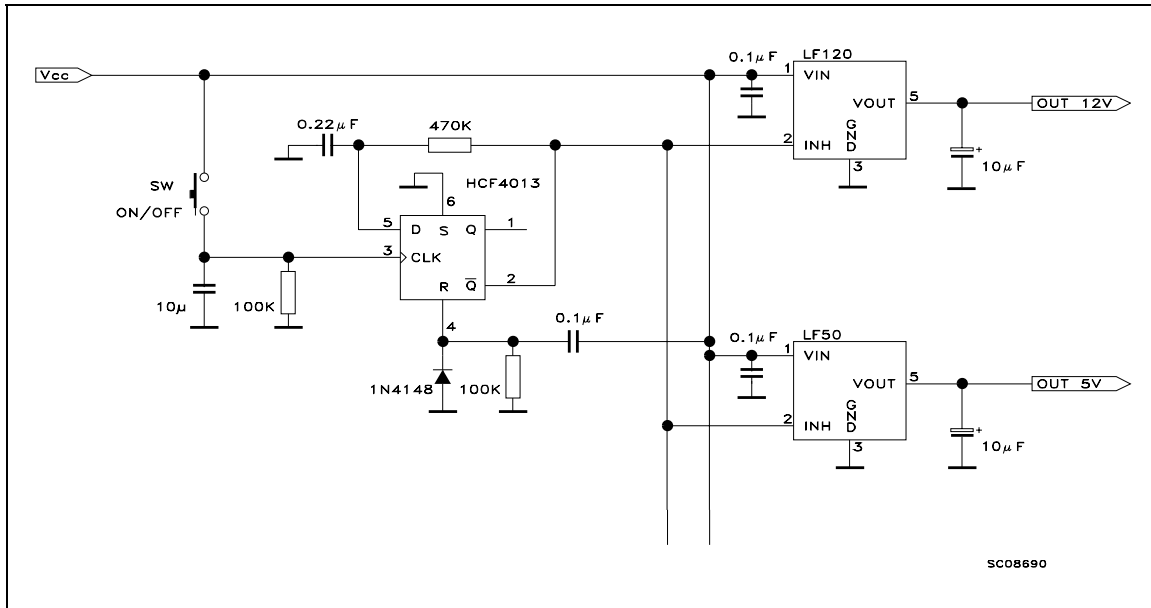 Vcc
0.1μF
LF120
1
VIN
VOUT
5
OUT 12V
GND
2
INH
3
10μF
+
0.22μF
470K
HCF4013
SW
ON/OFF
6
5
D
S
Q
1
3
CLK
R
Q̅
2
10μ
100K
4
0.1μF
1N4148
100K
0.1μF
LF50
1
VIN
VOUT
5
OUT 5V
GND
2
INH
3
10μF
+
SC08690